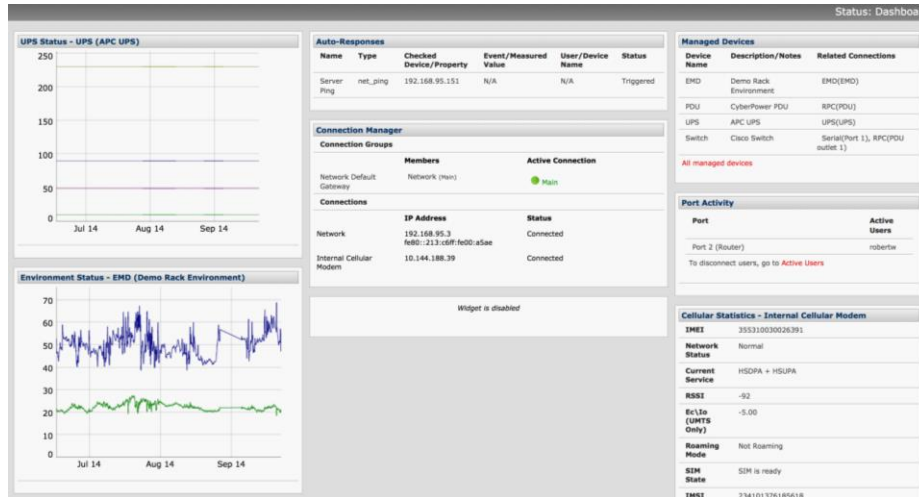 Status: Dashboa
UPS Status - UPS (APC UPS)
250
200
150
100
50
0
Jul 14 Aug 14 Sep 14
Environment Status - EMD (Demo Rack Environment)
70
60
50
40
30
20
10
0
Jul 14 Aug 14 Sep 14
Auto-Responses
Name Type Checked Event/Measured User/Device Status
Device/Property Value Name
Server net_ping 192.168.95.151 N/A N/A Triggered
Ping
Connection Manager
Connection Groups
Members Active Connection
Network Default Network (Main) Main
Gateway
Connections
IP Address Status
Network 192.168.95.3 Connected
fe80::213:c6ff:fe00:a5ae
Internal Cellular 10.144.188.39 Connected
Modem
Widget is disabled
Managed Devices
Device Description/Notes Related Connections
Name
EMD Demo Rack EMD(EMD)
Environment
PDU CyberPower PDU RPC(PDU)
UPS APC UPS UPS(UPS)
Switch Cisco Switch Serial(Port 1), RPC(PDU
outlet 1)
All managed devices
Port Activity
Port Active
Users
Port 2 (Router) robertw
To disconnect users, go to Active Users
Cellular Statistics - Internal Cellular Modem
IMEI 355310030026391
Network Normal
Status
Current HSDPA + HSUPA
Service
RSSI -92
Ec\Io -5.00
(UMTS
Only)
Roaming Not Roaming
Mode
SIM SIM is ready
State
IMSI 234101376185618